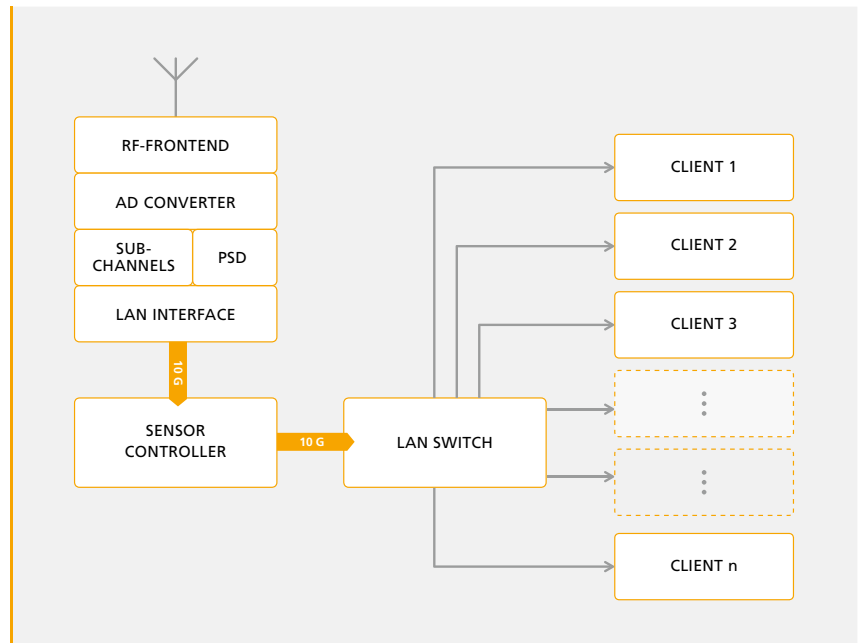 RF-FRONTEND
AD CONVERTER
SUB-
CHANNELS
PSD
LAN INTERFACE
10 G
SENSOR
CONTROLLER
10 G
LAN SWITCH
CLIENT 1
CLIENT 2
CLIENT 3
CLIENT n